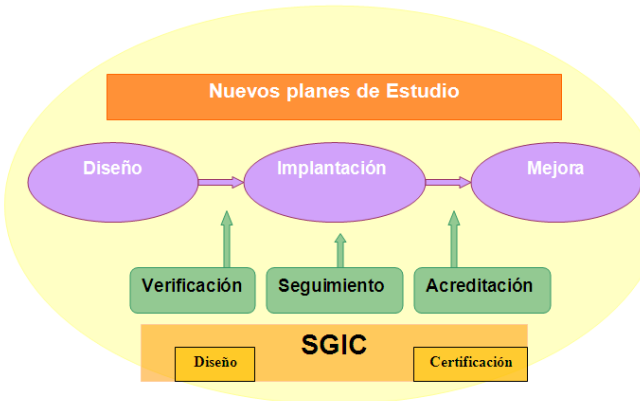 Nuevos planes de Estudio
Diseño
Implantación
Mejora
Verificación
Seguimiento
Acreditación
SGIC
Diseño
Certificación